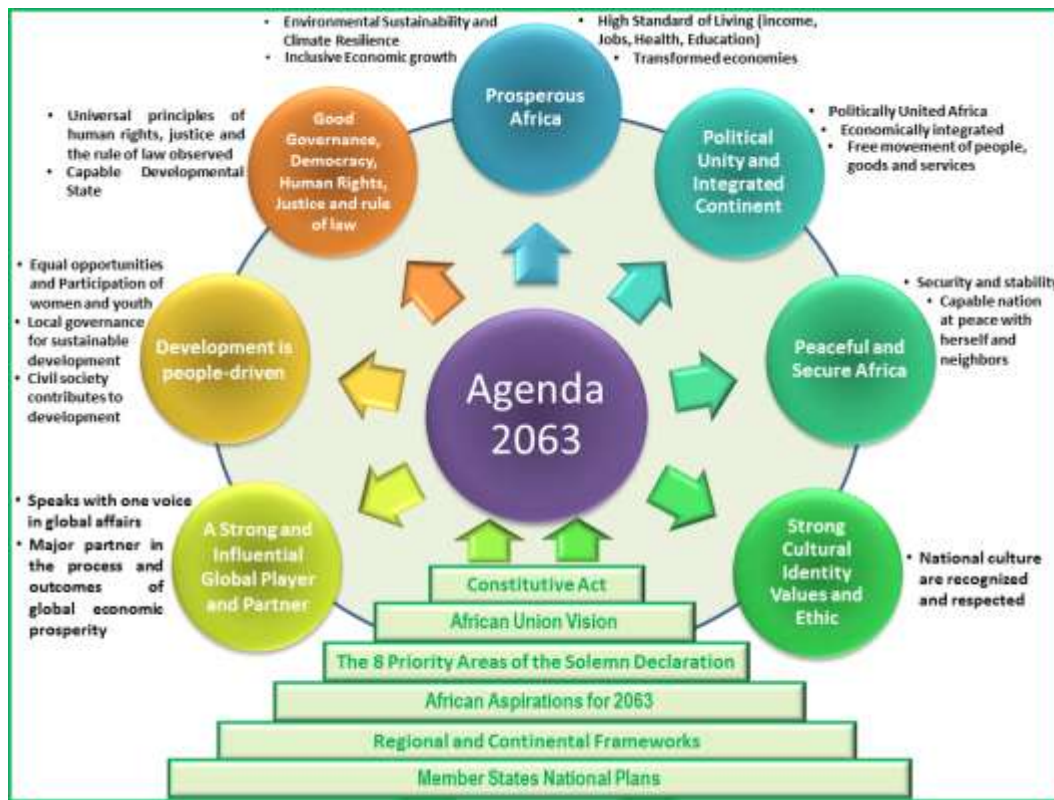 • Environmental Sustainability and
Climate Resilience
• Inclusive Economic growth
• High Standard of Living (income,
Jobs, Health, Education)
• Transformed economies
Prosperous
Africa
• Universal principles of
human rights, justice and
the rule of law observed
• Capable Developmental
State
Good
Governance,
Democracy,
Human Rights,
Justice and rule
of law
Political
Unity and
Integrated
Continent
• Politically United Africa
• Economically integrated
• Free movement of people,
goods and services
• Equal opportunities
and Participation of
women and youth
• Local governance
for sustainable
development
• Civil society
contributes to
development
Development is
people-driven
Agenda
2063
Peaceful and
Secure Africa
• Security and stability
• Capable nation
at peace with
herself and
neighbors
• Speaks with one voice
in global affairs
• Major partner in
the process and
outcomes of
global economic
prosperity
A Strong and
Influential
Global Player
and Partner
Strong
Cultural
Identity
Values and
Ethic
• National culture
are recognized
and respected
Constitutive Act
African Union Vision
The 8 Priority Areas of the Solemn Declaration
African Aspirations for 2063
Regional and Continental Frameworks
Member States National Plans